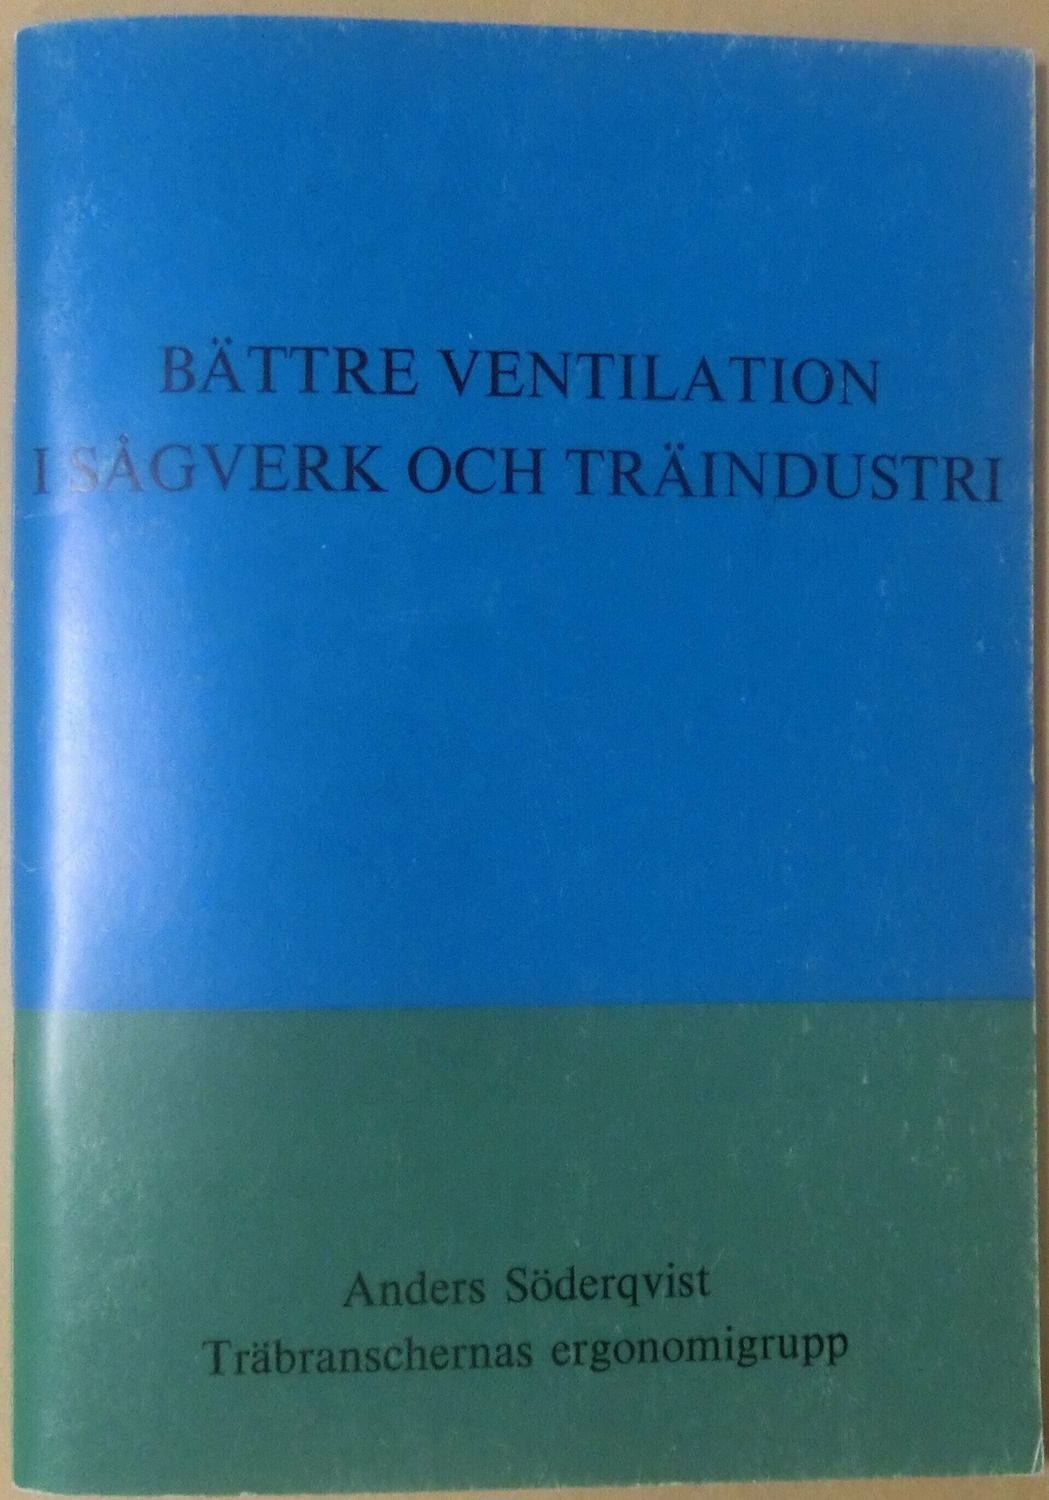 BÄTTRE VENTILATION
I SÅGVERK OCH TRÄINDUSTRI
Anders Söderqvist
Träbranschernas ergonomigrupp